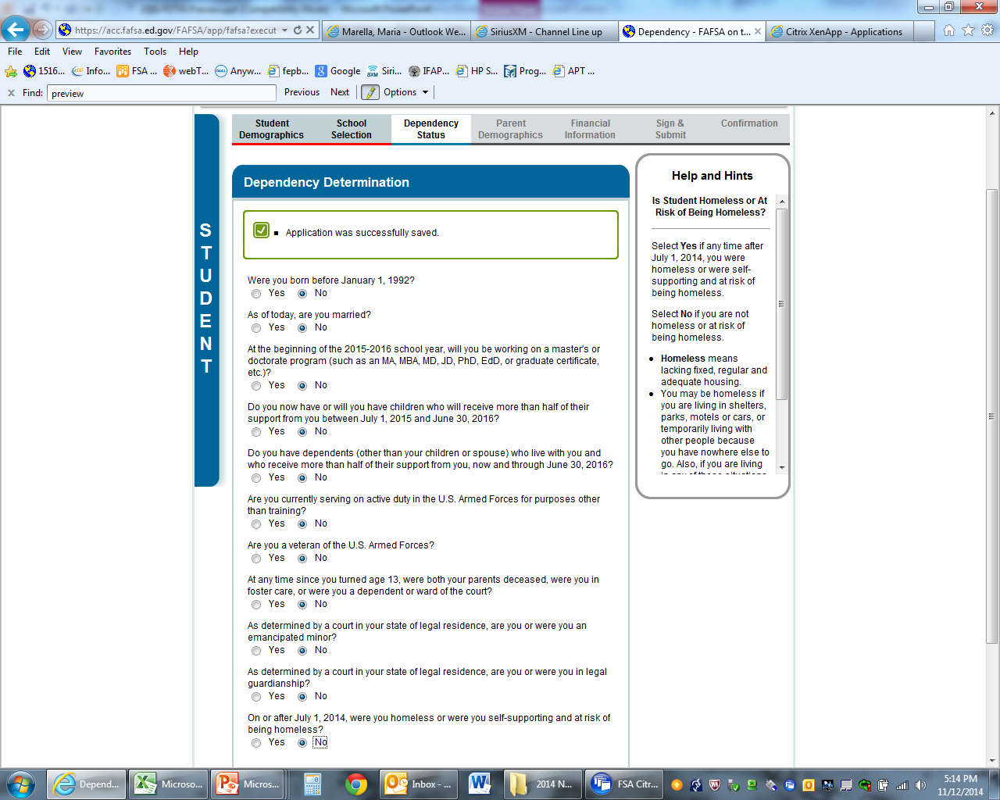 https://acc.fafsa.ed.gov/FAFSA/app/fafsa?execut
Marella, Maria - Outlook We...
SiriusXM - Channel Line up
Dependency - FAFSA on t...
Citrix XenApp - Applications
File Edit View Favorites Tools Help
1516... Info... FSA ... webT... Anyw... fepb... Google Siri... IFAP... HP S... Prog... APT ...
x Find: preview Previous Next Options
Student Demographics
School Selection
Dependency Status
Parent Demographics
Financial Information
Sign & Submit
Confirmation
STUDENT
Dependency Determination
Application was successfully saved.
Were you born before January 1, 1992?
Yes No
As of today, are you married?
Yes No
At the beginning of the 2015-2016 school year, will you be working on a master's or
doctorate program (such as an MA, MBA, MD, JD, PhD, EdD, or graduate certificate,
etc.)?
Yes No
Do you now have or will you have children who will receive more than half of their
support from you between July 1, 2015 and June 30, 2016?
Yes No
Do you have dependents (other than your children or spouse) who live with you and
who receive more than half of their support from you, now and through June 30, 2016?
Yes No
Are you currently serving on active duty in the U.S. Armed Forces for purposes other
than training?
Yes No
Are you a veteran of the U.S. Armed Forces?
Yes No
At any time since you turned age 13, were both your parents deceased, were you in
foster care, or were you a dependent or ward of the court?
Yes No
As determined by a court in your state of legal residence, are you or were you an
emancipated minor?
Yes No
As determined by a court in your state of legal residence, are you or were you in legal
guardianship?
Yes No
On or after July 1, 2014, were you homeless or were you self-supporting and at risk of
being homeless?
Yes No
Help and Hints
Is Student Homeless or At
Risk of Being Homeless?
Select Yes if any time after
July 1, 2014, you were
homeless or were self-
supporting and at risk of
being homeless.
Select No if you are not
homeless or at risk of
being homeless.
Homeless means
lacking fixed, regular and
adequate housing.
You may be homeless if
you are living in shelters,
parks, motels or cars, or
temporarily living with
other people because
you have nowhere else to
go. Also, if you are living
Depend...
Microso...
Micros...
Inbox - ...
2014 N...
FSA Citr...
5:14 PM
11/12/2014